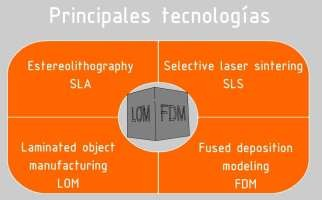 Principales tecnologías
Estereolithography
SLA
Selective laser sintering
SLS
LOM
FDM
Laminated object
manufacturing
LOM
Fused deposition
modeling
FDM